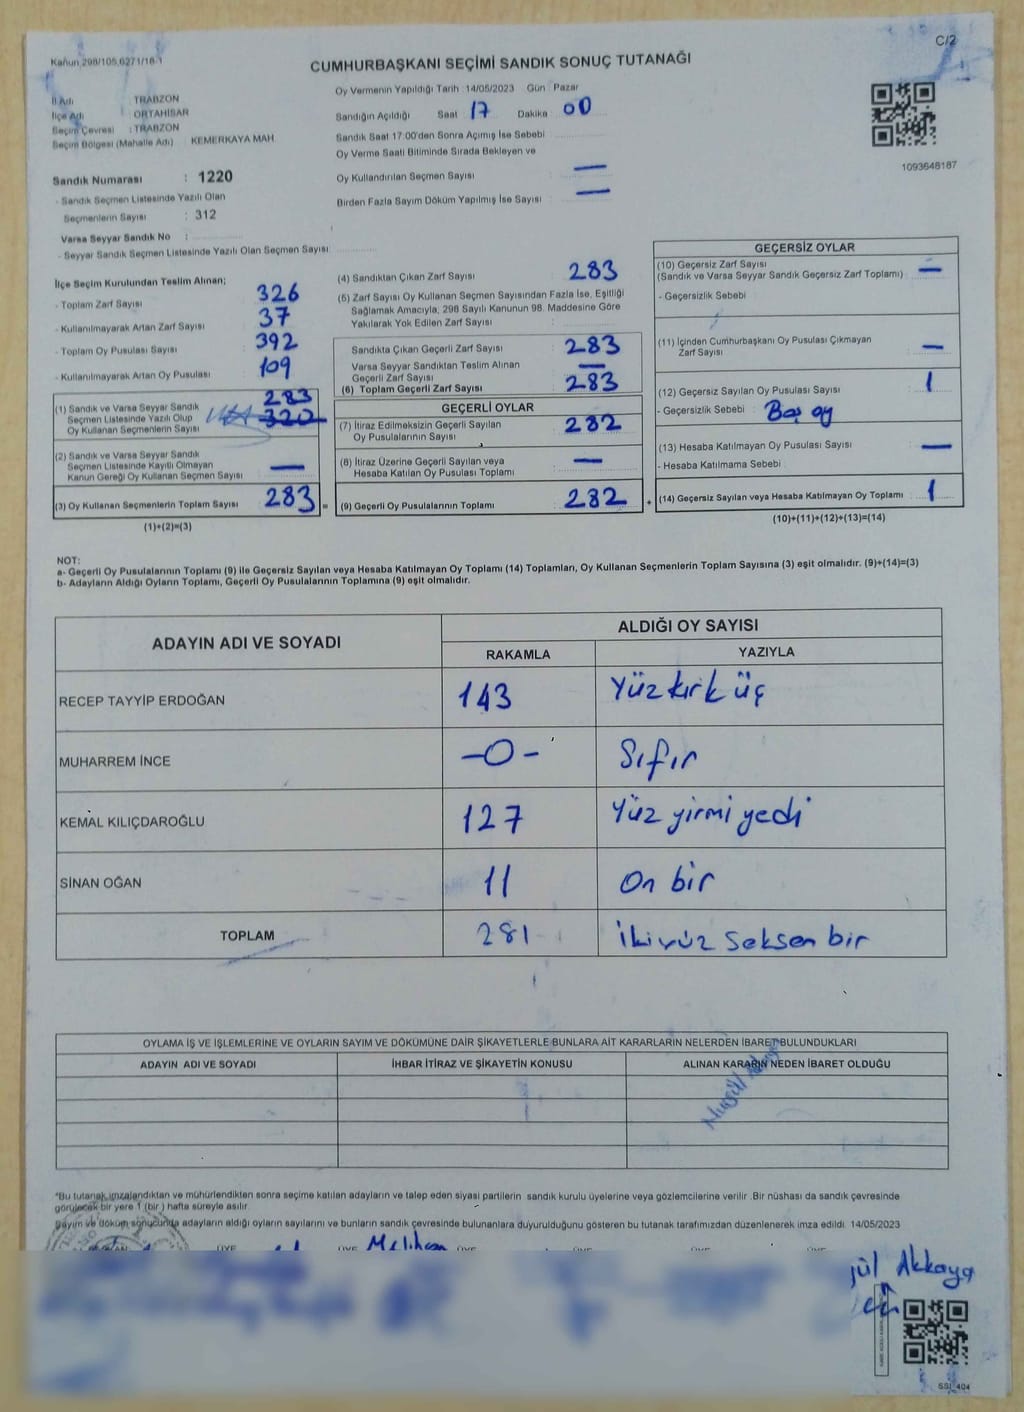 C/2
Kanun 298/105,6271/18-1
CUMHURBAŞKANI SEÇİMİ SANDIK SONUÇ TUTANAĞI
İl Adı TRABZON
İlçe Adı ORTAHİSAR
Seçim Çevresi : TRABZON
Seçim Bölgesi (Mahalle Adı) KEMERKAYA MAH.
Oy Vermenin Yapıldığı Tarih 14/05/2023 Gün Pazar
Sandığın Açıldığı Saat 17 Dakika 00
Sandık Saat 17:00'den Sonra Açımış İse Sebebi
Oy Verme Saati Bitiminde Sırada Bekleyen ve
Oy Kullandırılan Seçmen Sayısı —
Birden Fazla Sayım Döküm Yapılmış İse Sayısı —
1093648187
Sandık Numarası : 1220
- Sandık Seçmen Listesinde Yazılı Olan
Seçmenlerin Sayısı : 312
Varsa Seyyar Sandık No :
- Seyyar Sandık Seçmen Listesinde Yazılı Olan Seçmen Sayısı:
İlçe Seçim Kurulundan Teslim Alınan;
- Toplam Zarf Sayısı 326
- Kullanılmayarak Artan Zarf Sayısı 37
- Toplam Oy Pusulası Sayısı 392
- Kullanılmayarak Artan Oy Pusulası 109
(1) Sandık ve Varsa Seyyar Sandık
Seçmen Listesinde Yazılı Olup
Oy Kullanan Seçmenlerin Sayısı
283
320
(2) Sandık ve Varsa Seyyar Sandık
Seçmen Listesinde Kayıtlı Olmayan
Kanun Gereği Oy Kullanan Seçmen Sayısı —
(3) Oy Kullanan Seçmenlerin Toplam Sayısı 283 =
(1)+(2)=(3)
(4) Sandıktan Çıkan Zarf Sayısı 283
(5) Zarf Sayısı Oy Kullanan Seçmen Sayısından Fazla İse, Eşitliği
Sağlamak Amacıyla, 298 Sayılı Kanunun 98. Maddesine Göre
Yakılarak Yok Edilen Zarf Sayısı
Sandıkta Çıkan Geçerli Zarf Sayısı 283
Varsa Seyyar Sandıktan Teslim Alınan
Geçerli Zarf Sayısı —
(6) Toplam Geçerli Zarf Sayısı 283
GEÇERLİ OYLAR
(7) İtiraz Edilmeksizin Geçerli Sayılan
Oy Pusulalarının Sayısı 282
(8) İtiraz Üzerine Geçerli Sayılan veya
Hesaba Katılan Oy Pusulası Toplamı —
(9) Geçerli Oy Pusulalarının Toplamı 282 +
GEÇERSİZ OYLAR
(10) Geçersiz Zarf Sayısı
(Sandık ve Varsa Seyyar Sandık Geçersiz Zarf Toplamı) —
- Geçersizlik Sebebi
(11) İçinden Cumhurbaşkanı Oy Pusulası Çıkmayan
Zarf Sayısı —
(12) Geçersiz Sayılan Oy Pusulası Sayısı 1
- Geçersizlik Sebebi : Boş oy
(13) Hesaba Katılmayan Oy Pusulası Sayısı —
- Hesaba Katılmama Sebebi
(14) Geçersiz Sayılan veya Hesaba Katılmayan Oy Toplamı 1
(10)+(11)+(12)+(13)=(14)
NOT:
a- Geçerli Oy Pusulalarının Toplamı (9) ile Geçersiz Sayılan veya Hesaba Katılmayan Oy Toplamı (14) Toplamları, Oy Kullanan Seçmenlerin Toplam Sayısına (3) eşit olmalıdır. (9)+(14)=(3)
b- Adayların Aldığı Oyların Toplamı, Geçerli Oy Pusulalarının Toplamına (9) eşit olmalıdır.
ADAYIN ADI VE SOYADI ALDIĞI OY SAYISI
RAKAMLA YAZIYLA
RECEP TAYYİP ERDOĞAN 143 Yüz kırk üç
MUHARREM İNCE -0- Sıfır
KEMAL KILIÇDAROĞLU 127 Yüz yirmi yedi
SİNAN OĞAN 11 On bir
TOPLAM 281 İkiyüz seksen bir
OYLAMA İŞ VE İŞLEMLERİNE VE OYLARIN SAYIM VE DÖKÜMÜNE DAİR ŞİKAYETLERLE BUNLARA AİT KARARLARIN NELERDEN İBARET BULUNDUKLARI
ADAYIN ADI VE SOYADI İHBAR İTİRAZ VE ŞİKAYETİN KONUSU ALINAN KARARIN NEDEN İBARET OLDUĞU
*Bu tutanak imzalandıktan ve mühürlendikten sonra seçime katılan adayların ve talep eden siyasi partilerin sandık kurulu üyelerine veya gözlemcilerine verilir .Bir nüshası da sandık çevresinde
görülecek bir yere 1 (bir ) hafta süreyle asılır.
Sayım ve döküm sonucunda adayların aldığı oyların sayılarını ve bunların sandık çevresinde bulunanlara duyurulduğunu gösteren bu tutanak tarafımızdan düzenlenerek imza edildi. 14/05/2023
ÜYE ÜYE Melihcan ÜYE ÜYE ÜYE ÜYE
Akkaya
SSİ_404